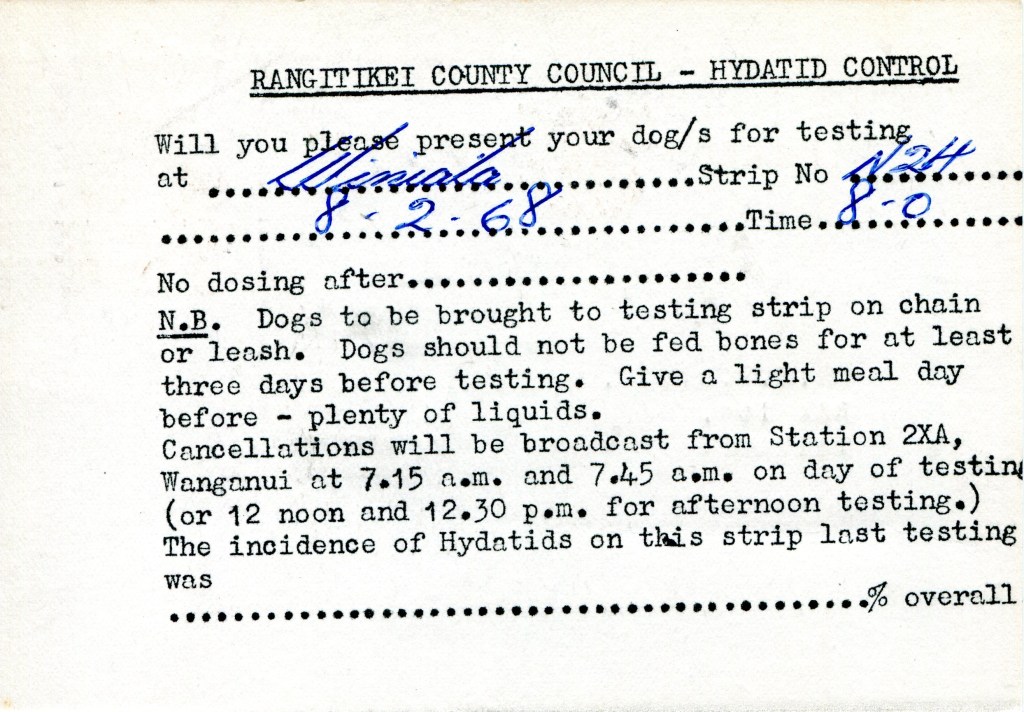 RANGITIKEI COUNTY COUNCIL - HYDATID CONTROL
Will you please present your dog/s for testing
at ....Winiata..............Strip No N24....
........8-2-68..............Time.8-0........
No dosing after.....................
N.B. Dogs to be brought to testing strip on chain
or leash. Dogs should not be fed bones for at least
three days before testing. Give a light meal day
before - plenty of liquids.
Cancellations will be broadcast from Station 2XA,
Wanganui at 7.15 a.m. and 7.45 a.m. on day of testing
(or 12 noon and 12.30 p.m. for afternoon testing.)
The incidence of Hydatids on this strip last testing
was
...........................................% overall